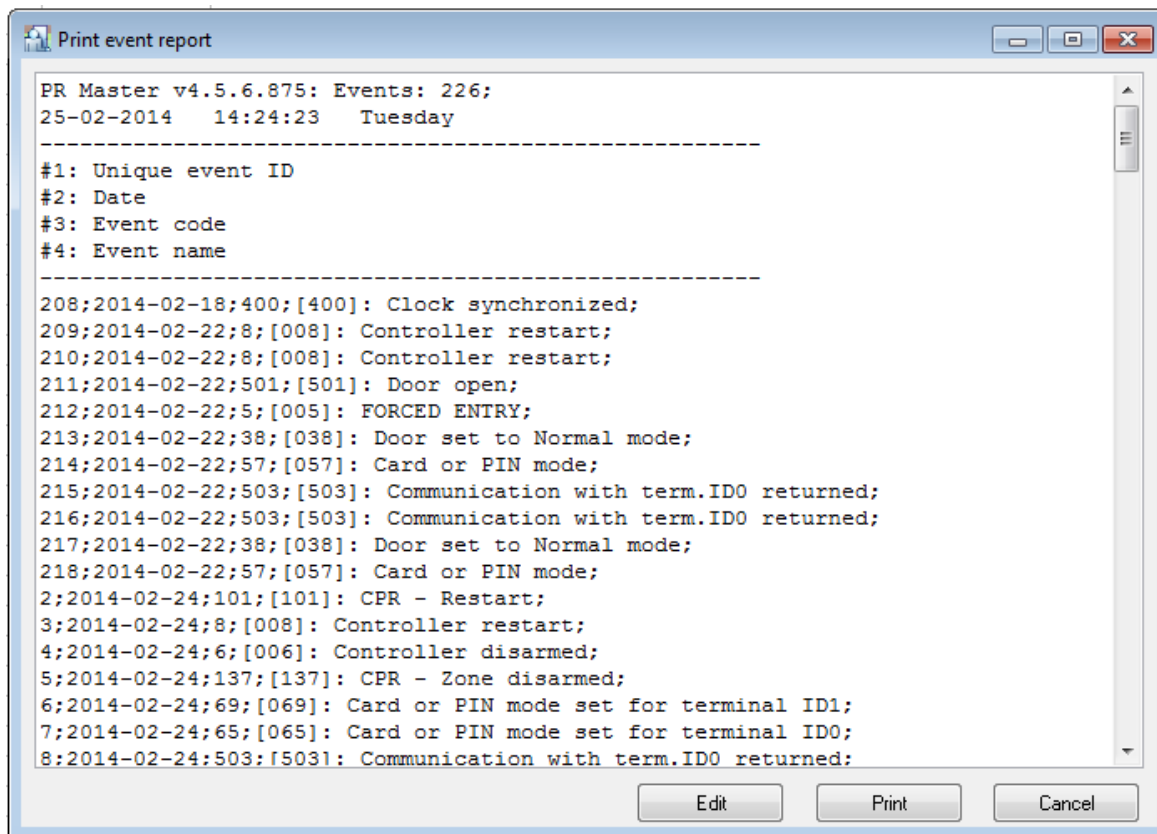 Print event report
PR Master v4.5.6.875: Events: 226;
25-02-2014   14:24:23   Tuesday
-------------------------------------------------------
#1: Unique event ID
#2: Date
#3: Event code
#4: Event name
-------------------------------------------------------
208;2014-02-18;400;[400]: Clock synchronized;
209;2014-02-22;8;[008]: Controller restart;
210;2014-02-22;8;[008]: Controller restart;
211;2014-02-22;501;[501]: Door open;
212;2014-02-22;5;[005]: FORCED ENTRY;
213;2014-02-22;38;[038]: Door set to Normal mode;
214;2014-02-22;57;[057]: Card or PIN mode;
215;2014-02-22;503;[503]: Communication with term.ID0 returned;
216;2014-02-22;503;[503]: Communication with term.ID0 returned;
217;2014-02-22;38;[038]: Door set to Normal mode;
218;2014-02-22;57;[057]: Card or PIN mode;
2;2014-02-24;101;[101]: CPR - Restart;
3;2014-02-24;8;[008]: Controller restart;
4;2014-02-24;6;[006]: Controller disarmed;
5;2014-02-24;137;[137]: CPR - Zone disarmed;
6;2014-02-24;69;[069]: Card or PIN mode set for terminal ID1;
7;2014-02-24;65;[065]: Card or PIN mode set for terminal ID0;
8;2014-02-24;503;[503]: Communication with term.ID0 returned;
Edit Print Cancel